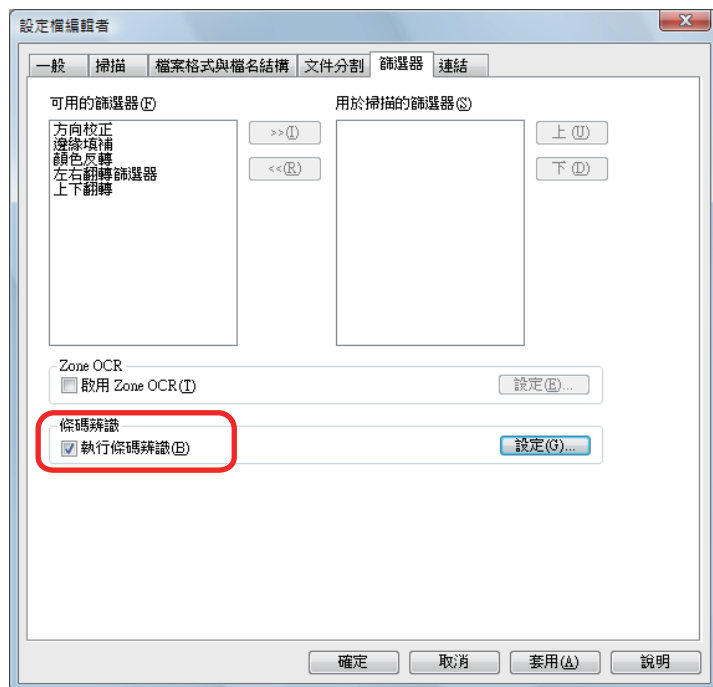 設定檔編輯者
一般 掃描 檔案格式與檔名結構 文件分割 篩選器 連結
可用的篩選器(F) 用於掃描的篩選器(S)
方向校正
邊緣填補
顏色反轉
左右翻轉篩選器
上下翻轉
>>(I)
<<(R)
上(U)
下(D)
Zone OCR
啟用 Zone OCR(T) 設定(E)...
條碼辨識
執行條碼辨識(B) 設定(G)...
確定 取消 套用(A) 說明